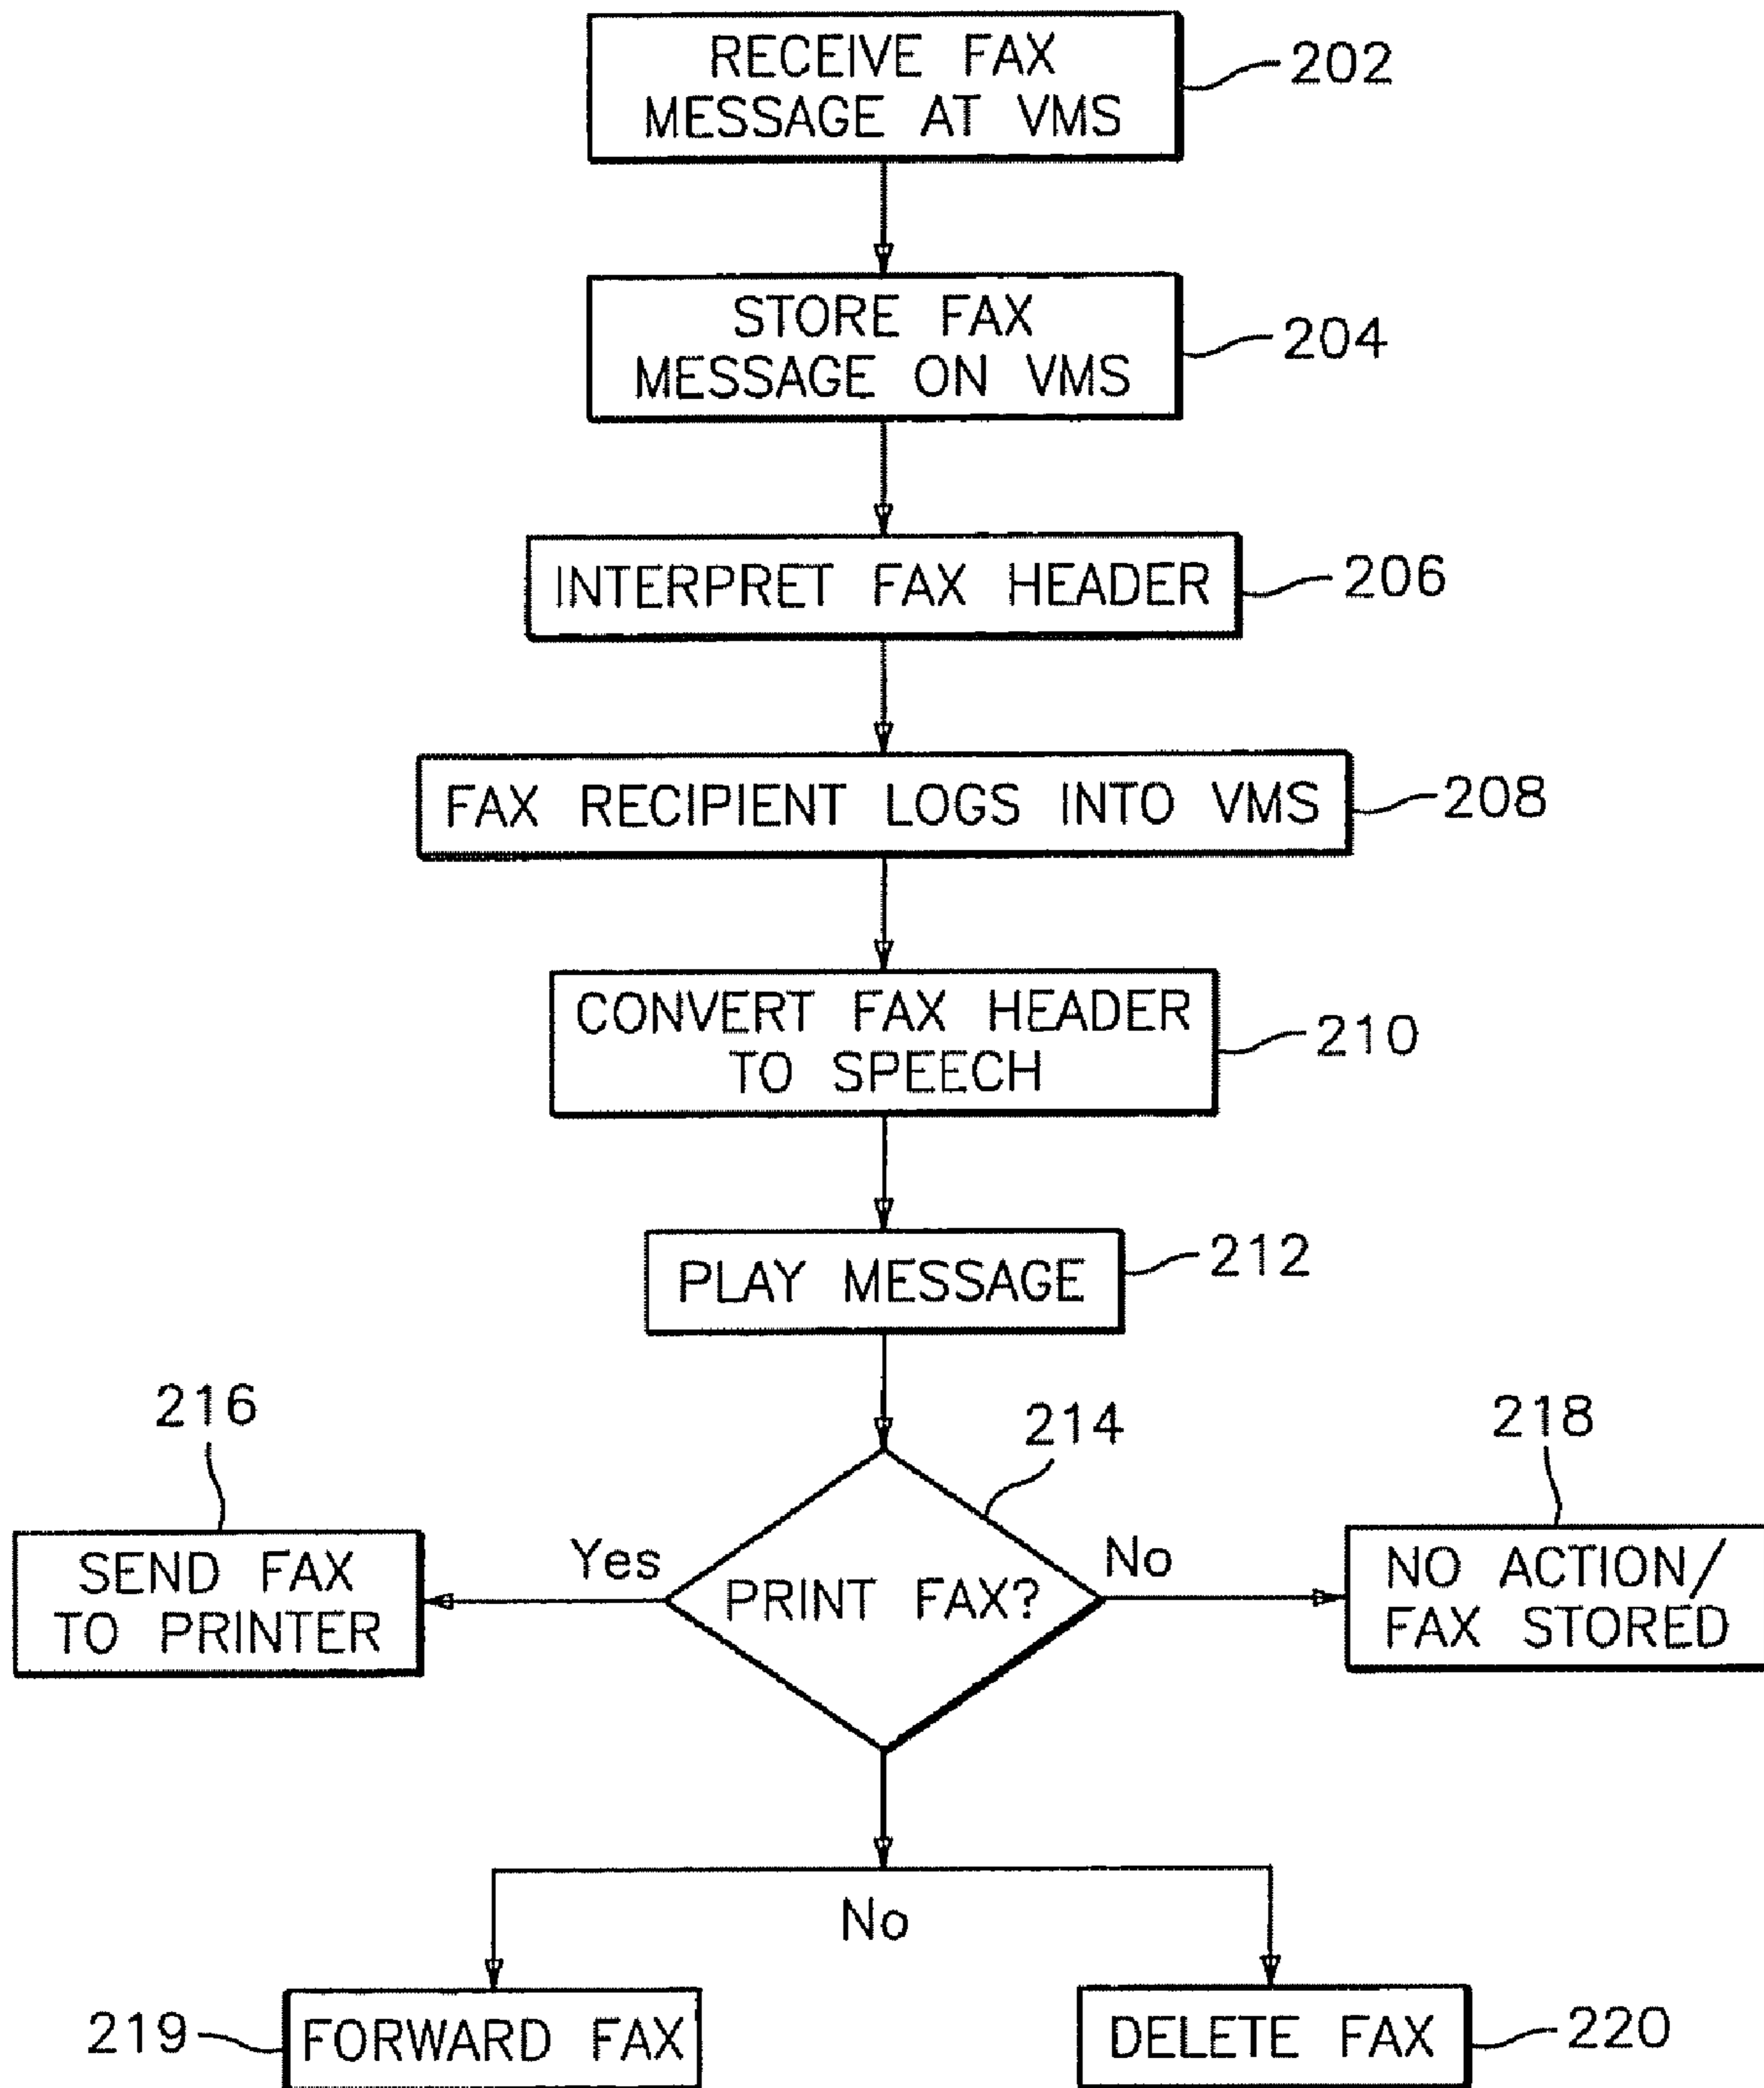 RECEIVE FAX
MESSAGE AT VMS
202
STORE FAX
MESSAGE ON VMS
204
INTERPRET FAX HEADER
206
FAX RECIPIENT LOGS INTO VMS
208
CONVERT FAX HEADER
TO SPEECH
210
PLAY MESSAGE
212
216
214
218
SEND FAX
TO PRINTER
Yes
PRINT FAX?
No
NO ACTION/
FAX STORED
No
219
FORWARD FAX
DELETE FAX
220